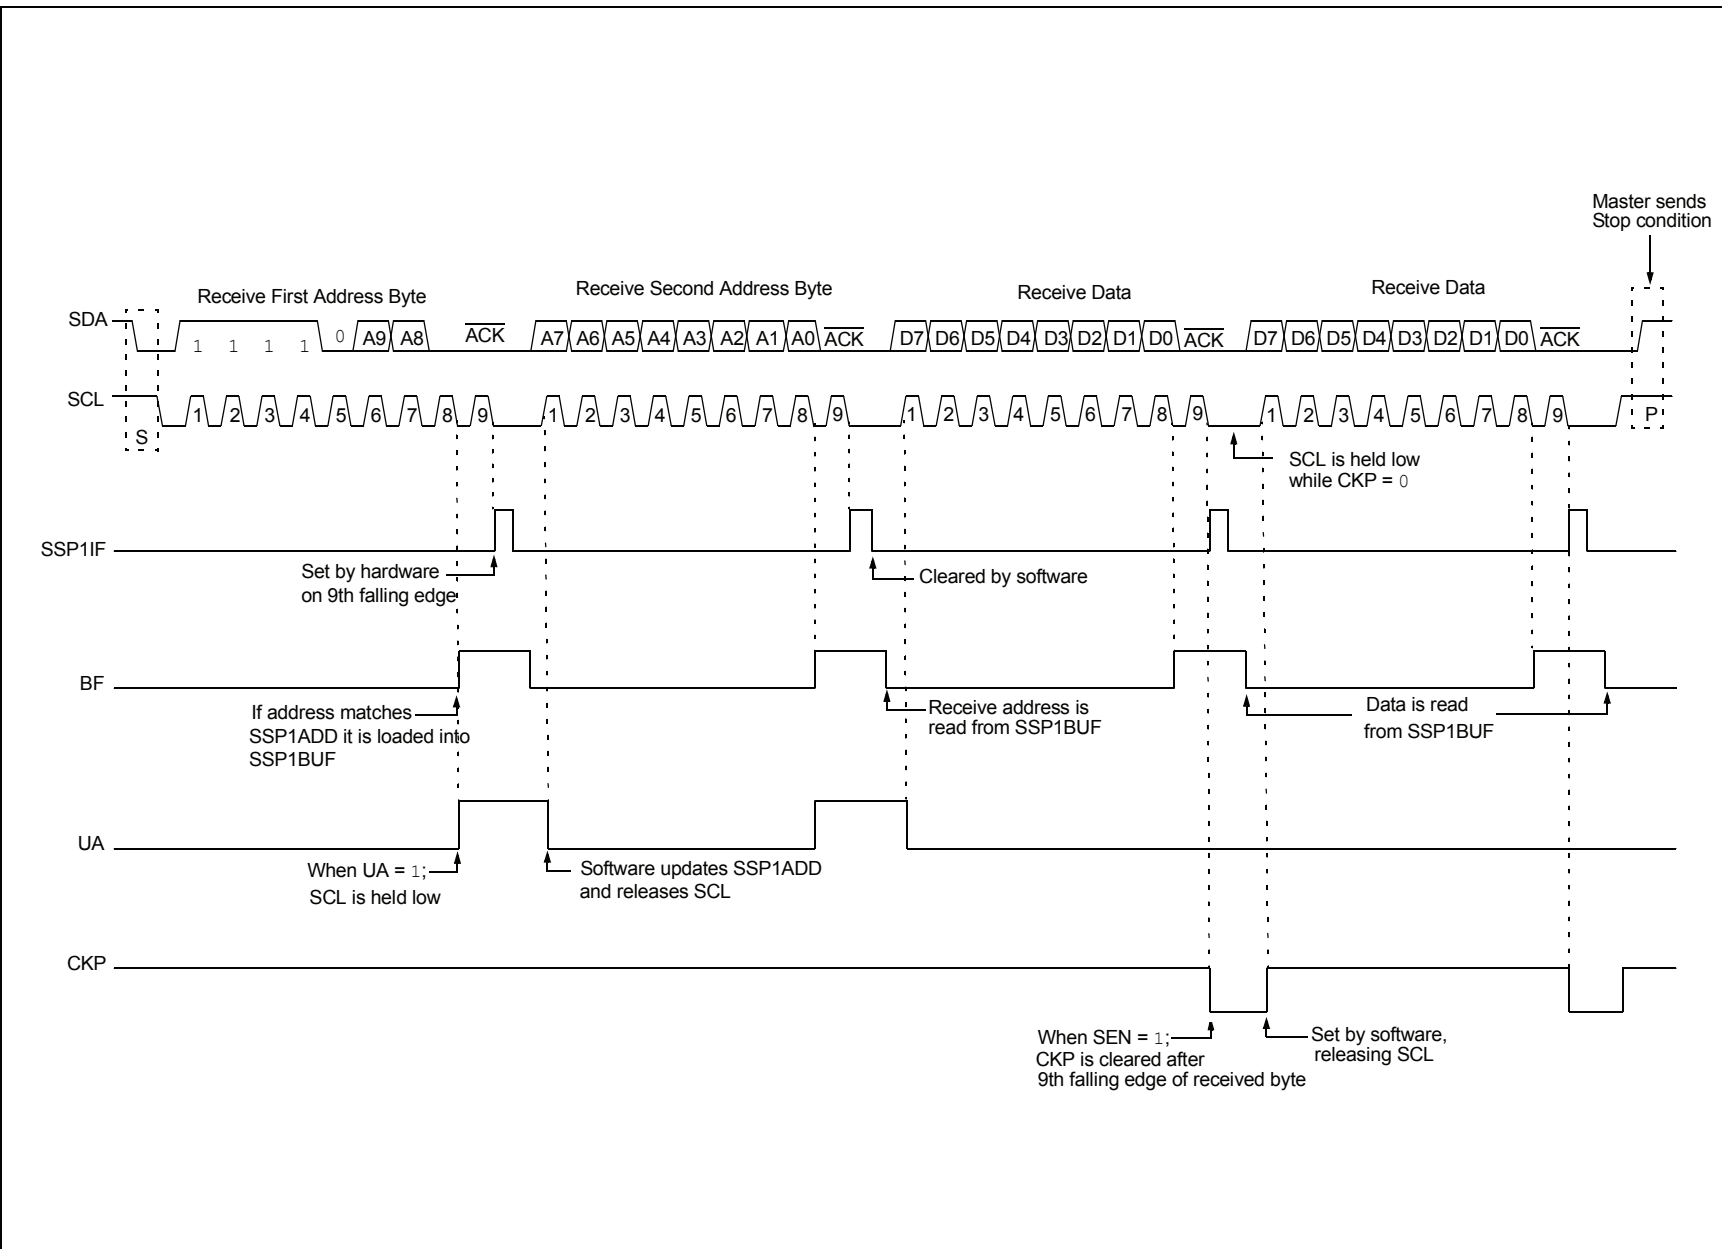 Master sends
Stop condition
Receive First Address Byte
Receive Second Address Byte
Receive Data
Receive Data
SDA
1 1 1 1 0 A9 A8 ACK A7 A6 A5 A4 A3 A2 A1 A0 ACK D7 D6 D5 D4 D3 D2 D1 D0 ACK D7 D6 D5 D4 D3 D2 D1 D0 ACK
SCL
S 1 2 3 4 5 6 7 8 9 1 2 3 4 5 6 7 8 9 1 2 3 4 5 6 7 8 9 1 2 3 4 5 6 7 8 9 P
SCL is held low
while CKP = 0
SSP1IF
Set by hardware
on 9th falling edge
Cleared by software
BF
If address matches
SSP1ADD it is loaded into
SSP1BUF
Receive address is
read from SSP1BUF
Data is read
from SSP1BUF
UA
When UA = 1;
SCL is held low
Software updates SSP1ADD
and releases SCL
CKP
When SEN = 1;
CKP is cleared after
9th falling edge of received byte
Set by software,
releasing SCL